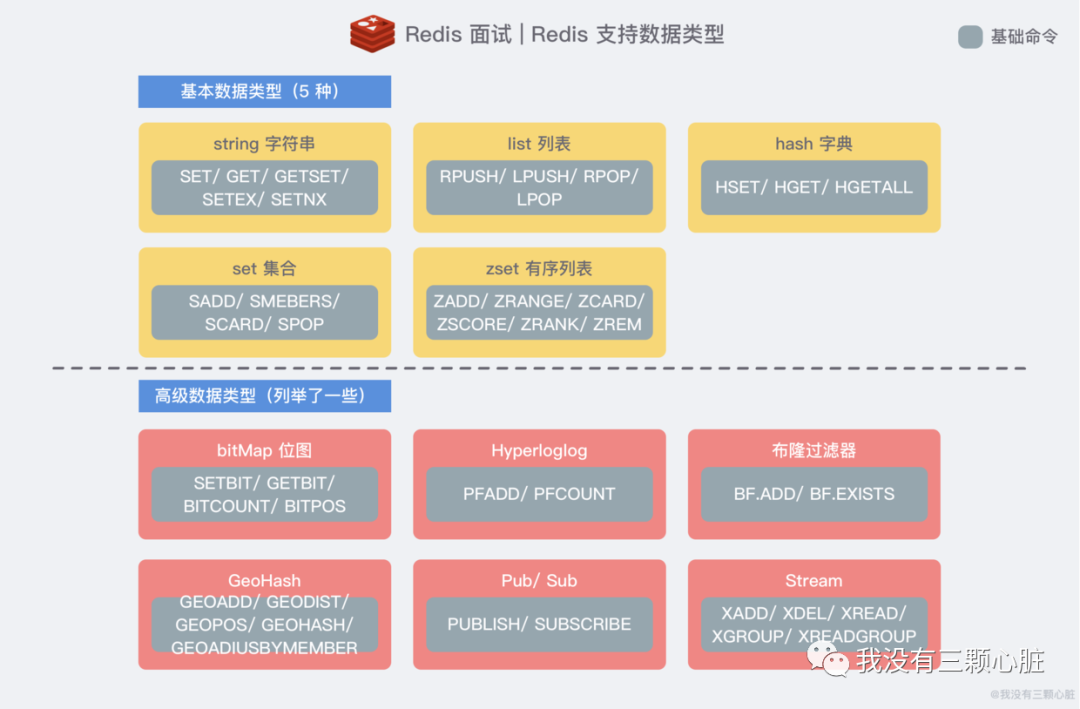 Redis 面试 | Redis 支持数据类型
基础命令
基本数据类型（5 种）
string 字符串
SET/ GET/ GETSET/
SETEX/ SETNX
list 列表
RPUSH/ LPUSH/ RPOP/
LPOP
hash 字典
HSET/ HGET/ HGETALL
set 集合
SADD/ SMEBERS/
SCARD/ SPOP
zset 有序列表
ZADD/ ZRANGE/ ZCARD/
ZSCORE/ ZRANK/ ZREM
高级数据类型（列举了一些）
bitMap 位图
SETBIT/ GETBIT/
BITCOUNT/ BITPOS
Hyperloglog
PFADD/ PFCOUNT
布隆过滤器
BF.ADD/ BF.EXISTS
GeoHash
GEOADD/ GEODIST/
GEOPOS/ GEOHASH/
GEOADIUSBYMEMBER
Pub/ Sub
PUBLISH/ SUBSCRIBE
Stream
XADD/ XDEL/ XREAD/
XGROUP/ XREADGROUP
我没有三颗心脏
@我没有三颗心脏